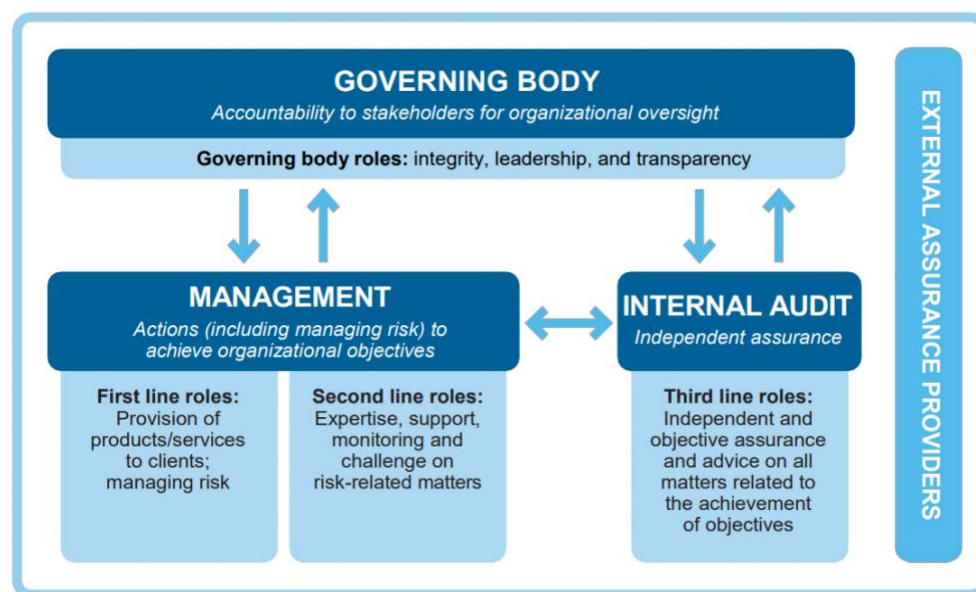 GOVERNING BODY
Accountability to stakeholders for organizational oversight
Governing body roles: integrity, leadership, and transparency
MANAGEMENT
Actions (including managing risk) to
achieve organizational objectives
First line roles:
Provision of
products/services
to clients;
managing risk
Second line roles:
Expertise, support,
monitoring and
challenge on
risk-related matters
INTERNAL AUDIT
Independent assurance
Third line roles:
Independent and
objective assurance
and advice on all
matters related to
the achievement
of objectives
EXTERNAL ASSURANCE PROVIDERS